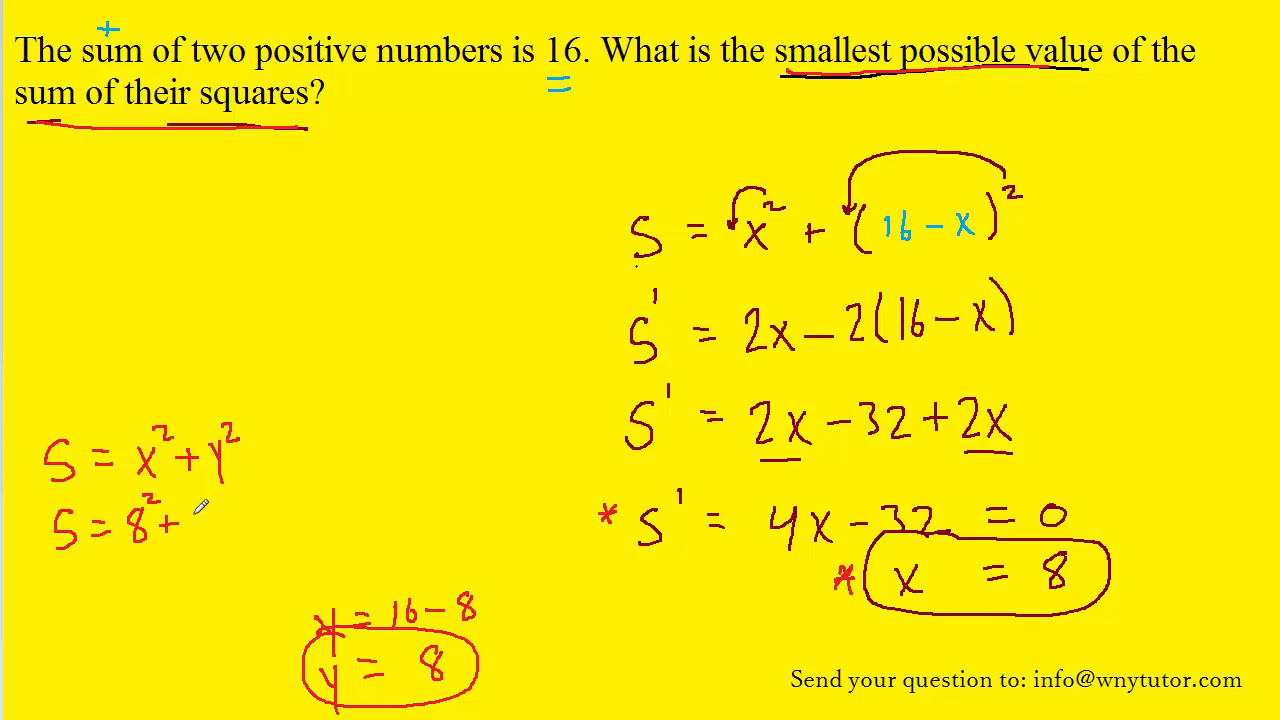 +
The sum of two positive numbers is 16. What is the smallest possible value of the
=
sum of their squares?
S = x² + (16 - x)²
S' = 2x - 2(16 - x)
S' = 2x - 32 + 2x
S = x² + y²
* S' = 4x - 32 = 0
S = 8² +
* x = 8
y = 16 - 8
y = 8
Send your question to: info@wnytutor.com